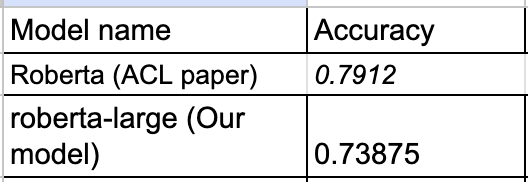 Model name Accuracy
Roberta (ACL paper) 0.7912
roberta-large (Our
model) 0.73875